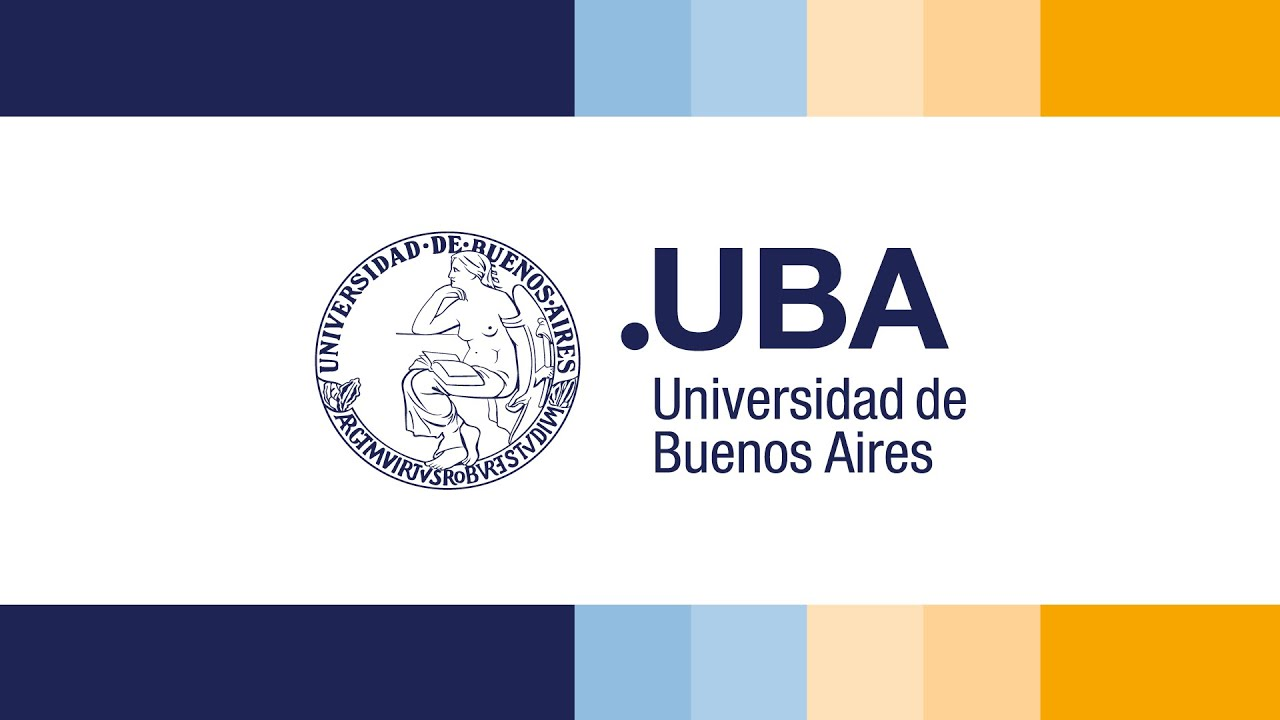 UNIVERSIDAD·DE·BUENOS·AIRES
ARGTMVIRTVSROBVRESTVDIVM
.UBA
Universidad de
Buenos Aires